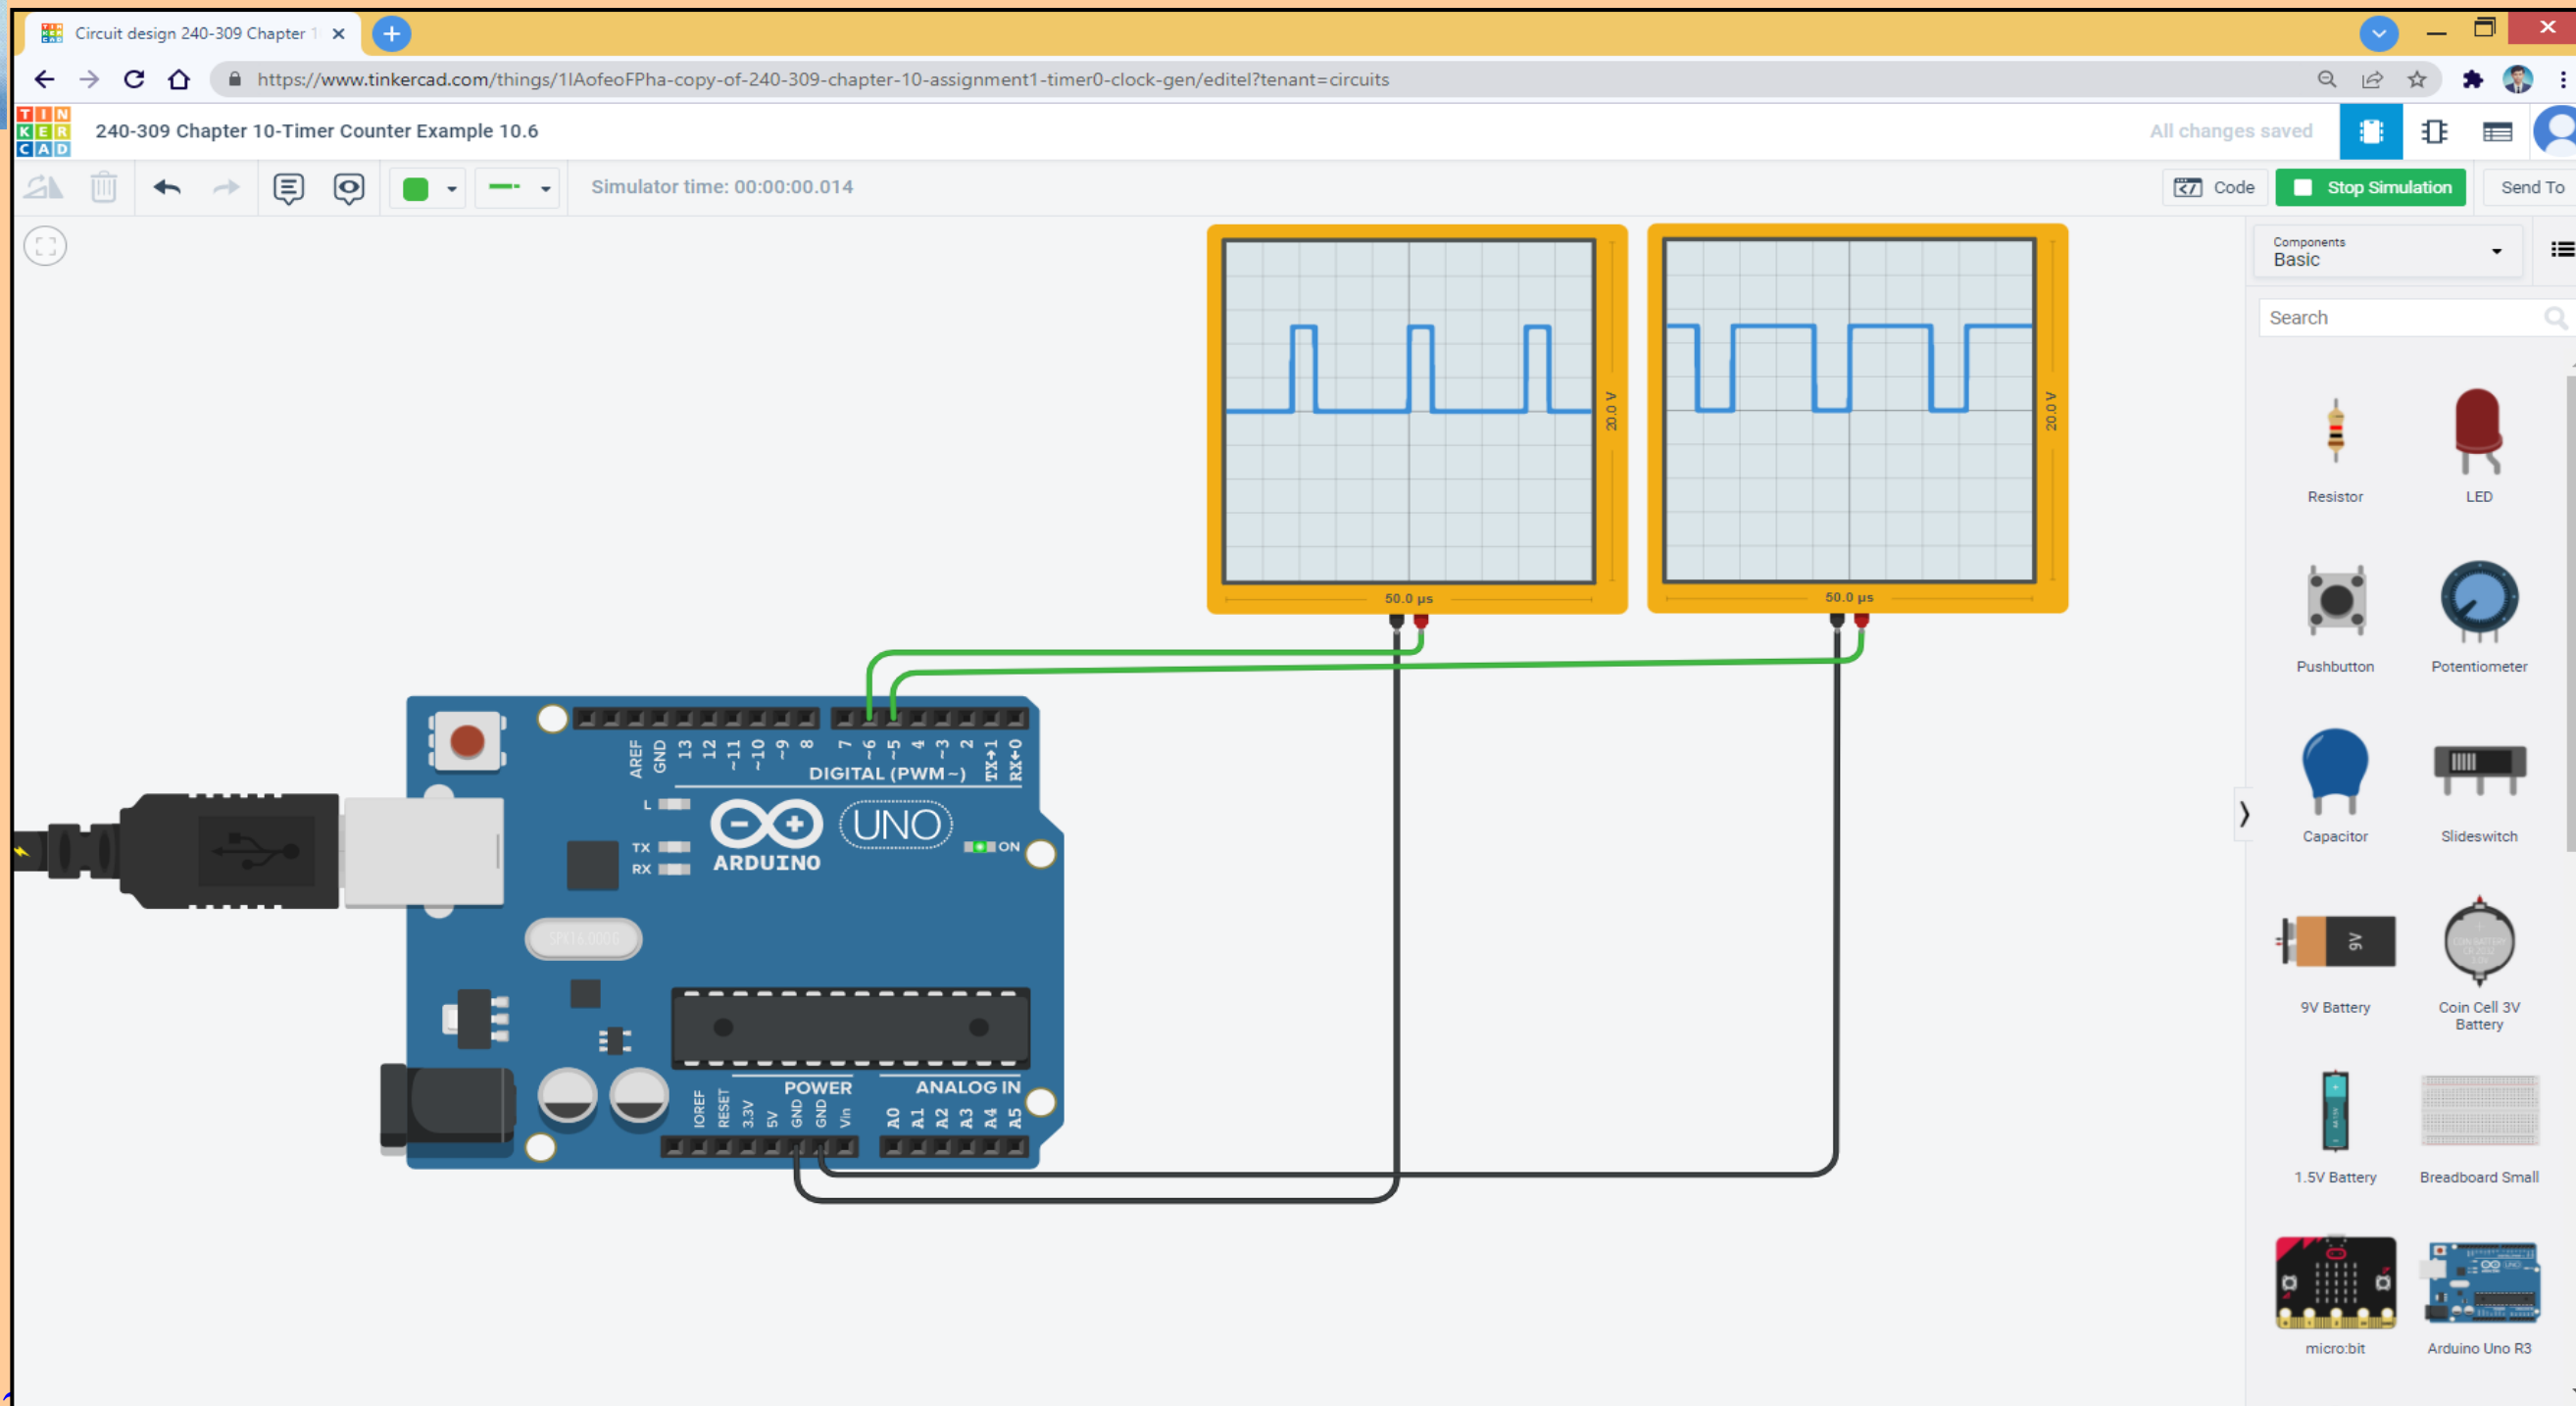 Circuit design 240-309 Chapter 1
https://www.tinkercad.com/things/1lAofeoFPha-copy-of-240-309-chapter-10-assignment1-timer0-clock-gen/editel?tenant=circuits
TIN
KER
CAD
240-309 Chapter 10-Timer Counter Example 10.6
All changes saved
Simulator time: 00:00:00.014
Code
Stop Simulation
Send To
Components
Basic
Search
20.0 V
50.0 µs
20.0 V
50.0 µs
Resistor
LED
Pushbutton
Potentiometer
Capacitor
Slideswitch
9V
9V Battery
Coin Cell 3V
Battery
1.5V Battery
Breadboard Small
micro:bit
Arduino Uno R3
AREF
GND
13
12
~11
~10
~9
8
7
~6
~5
4
~3
2
TX→1
RX←0
DIGITAL (PWM~)
L
TX
RX
ARDUINO
UNO
ON
SPK16.000G
POWER
ANALOG IN
IOREF
RESET
3.3V
5V
GND
GND
Vin
A0
A1
A2
A3
A4
A5